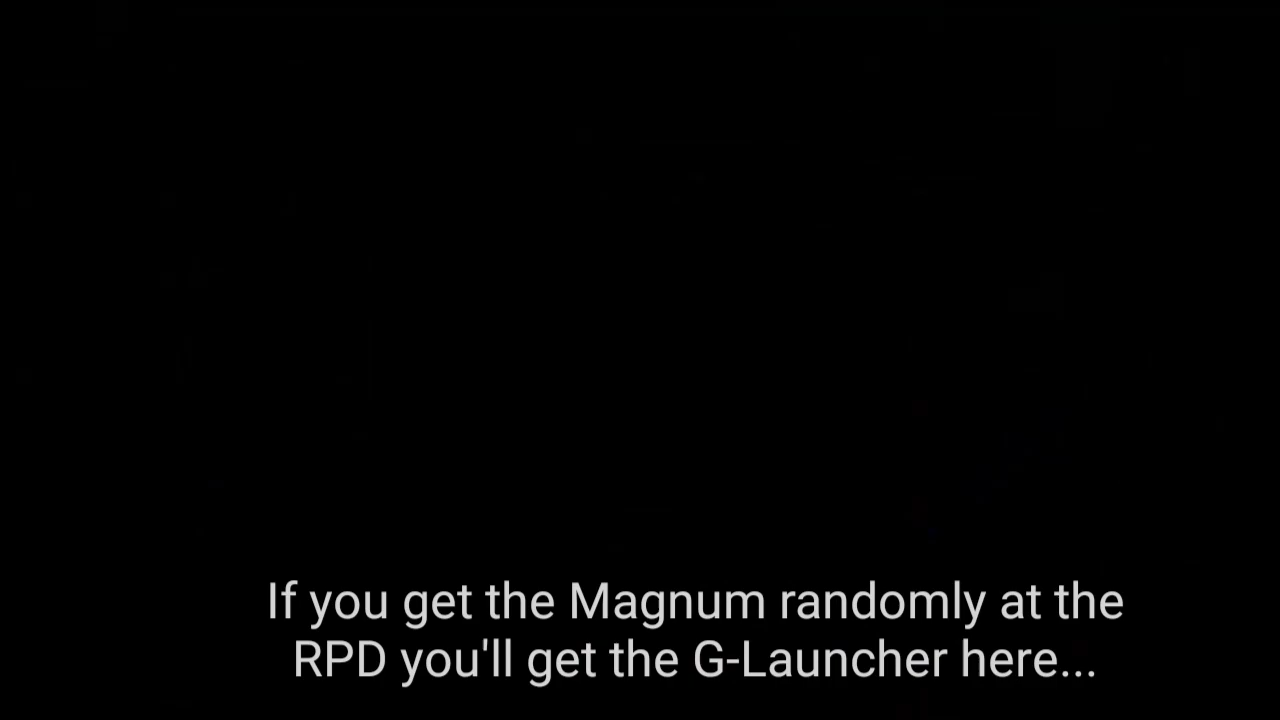 If you get the Magnum randomly at the
RPD you'll get the G-Launcher here...